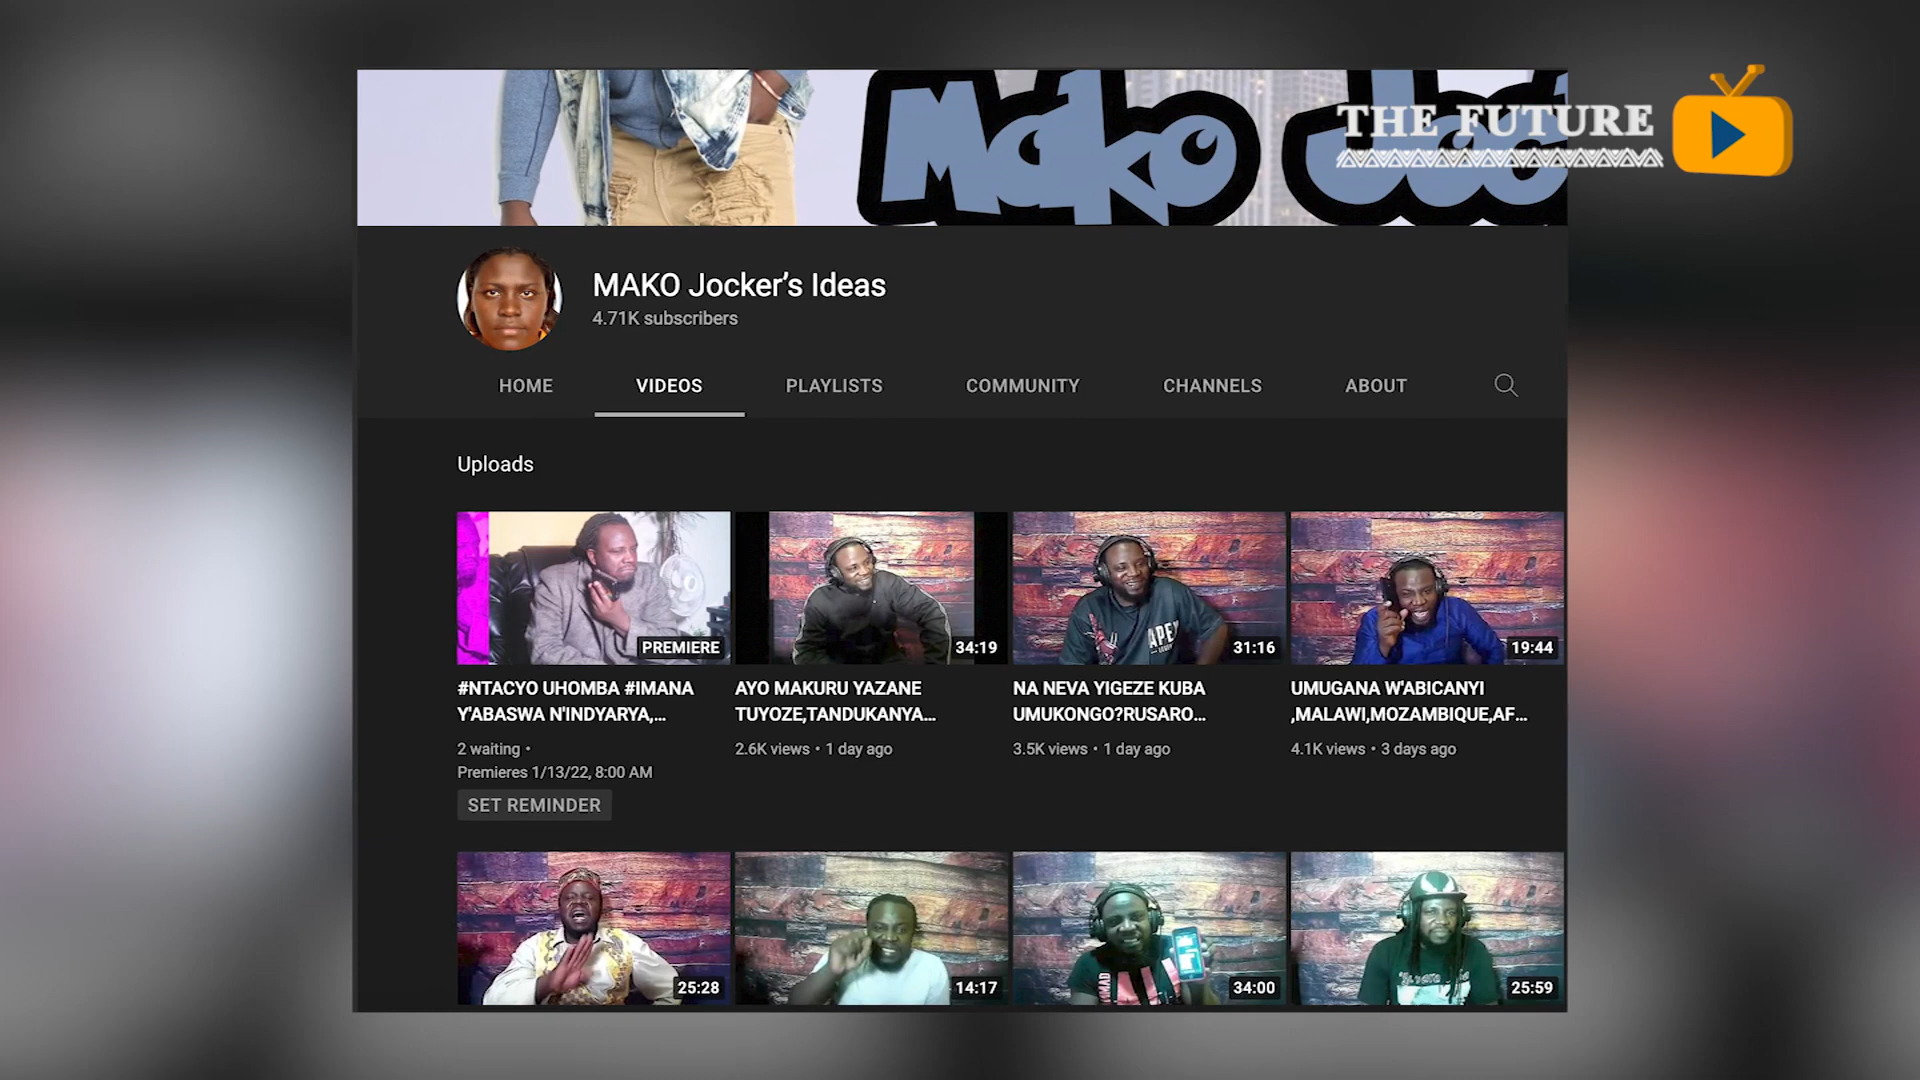 Mako Joc
THE FUTURE
MAKO Jocker's Ideas
4.71K subscribers
HOME VIDEOS PLAYLISTS COMMUNITY CHANNELS ABOUT
Uploads
PREMIERE
34:19
APEX
31:16
19:44
#NTACYO UHOMBA #IMANA
Y'ABASWA N'INDYARYA,...
2 waiting •
Premieres 1/13/22, 8:00 AM
SET REMINDER
AYO MAKURU YAZANE
TUYOZE,TANDUKANYA...
2.6K views • 1 day ago
NA NEVA YIGEZE KUBA
UMUKONGO?RUSARO...
3.5K views • 1 day ago
UMUGANA W'ABICANYI
,MALAWI,MOZAMBIQUE,AF...
4.1K views • 3 days ago
25:28
14:17
34:00
25:59